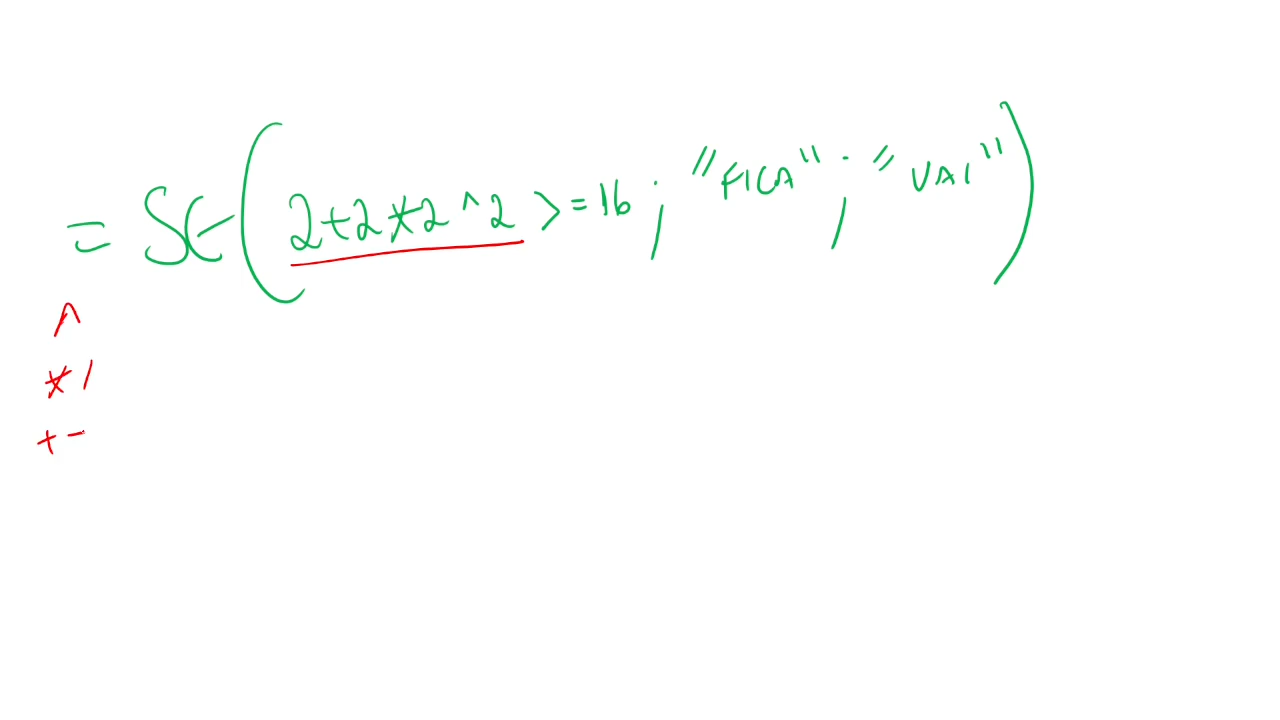 = SE(2+2*2^2 >=16; "FICA"; "VAI")
^
* /
+ -